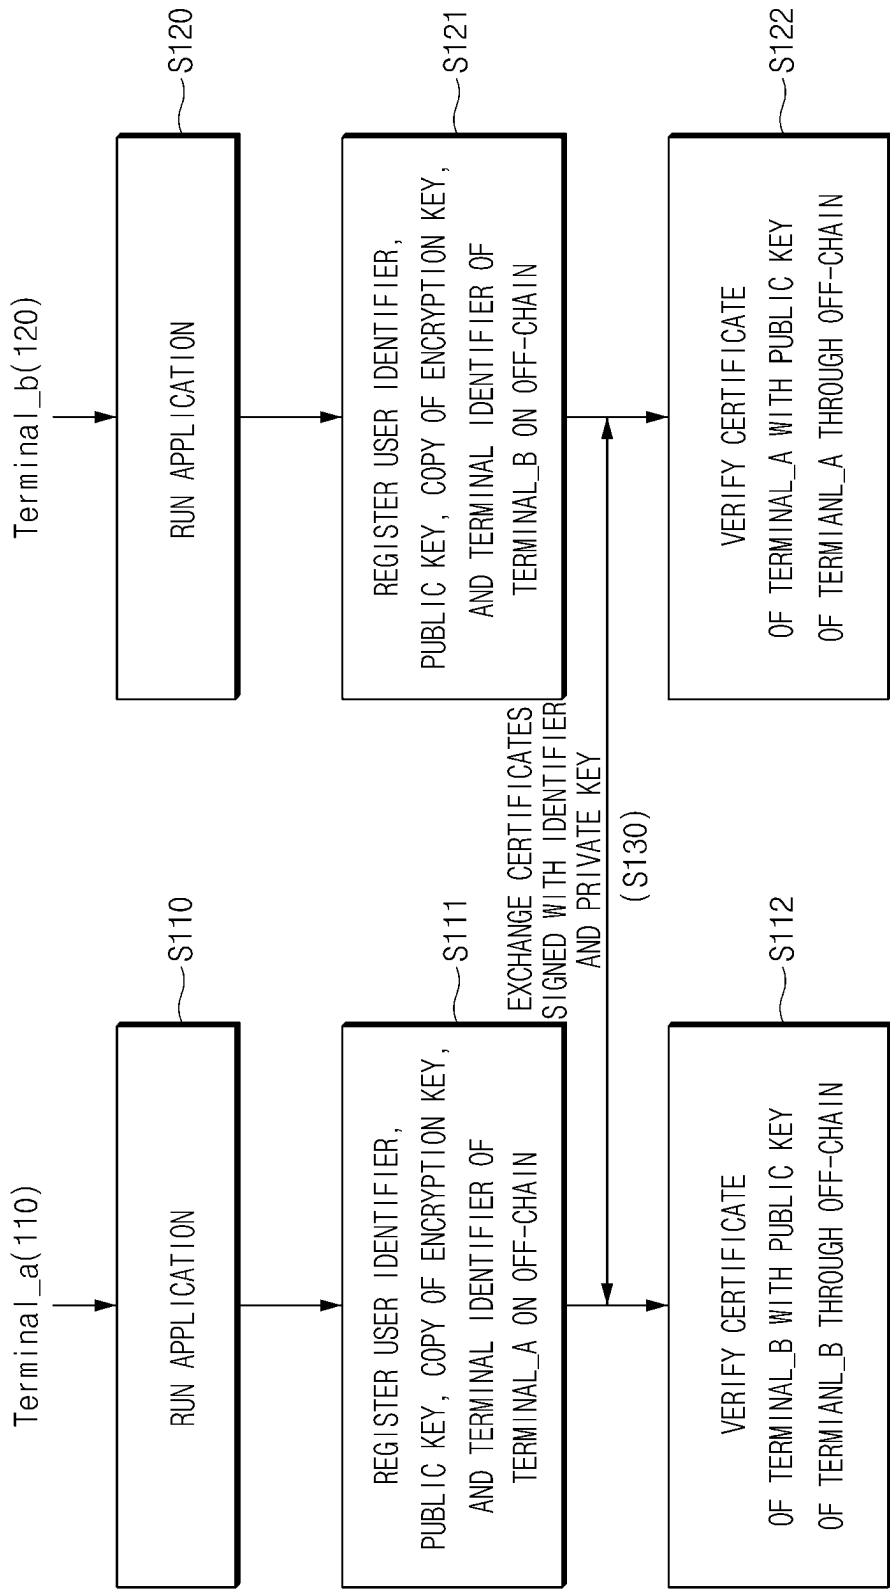 Terminal_a(110)
RUN APPLICATION
S110
REGISTER USER IDENTIFIER,
PUBLIC KEY, COPY OF ENCRYPTION KEY,
AND TERMINAL IDENTIFIER OF
TERMINAL_A ON OFF-CHAIN
S111
EXCHANGE CERTIFICATES
SIGNED WITH IDENTIFIER
AND PRIVATE KEY
(S130)
VERIFY CERTIFICATE
OF TERMINAL_B WITH PUBLIC KEY
OF TERMIANL_B THROUGH OFF-CHAIN
S112
Terminal_b(120)
RUN APPLICATION
S120
REGISTER USER IDENTIFIER,
PUBLIC KEY, COPY OF ENCRYPTION KEY,
AND TERMINAL IDENTIFIER OF
TERMINAL_B ON OFF-CHAIN
S121
VERIFY CERTIFICATE
OF TERMINAL_A WITH PUBLIC KEY
OF TERMIANL_A THROUGH OFF-CHAIN
S122